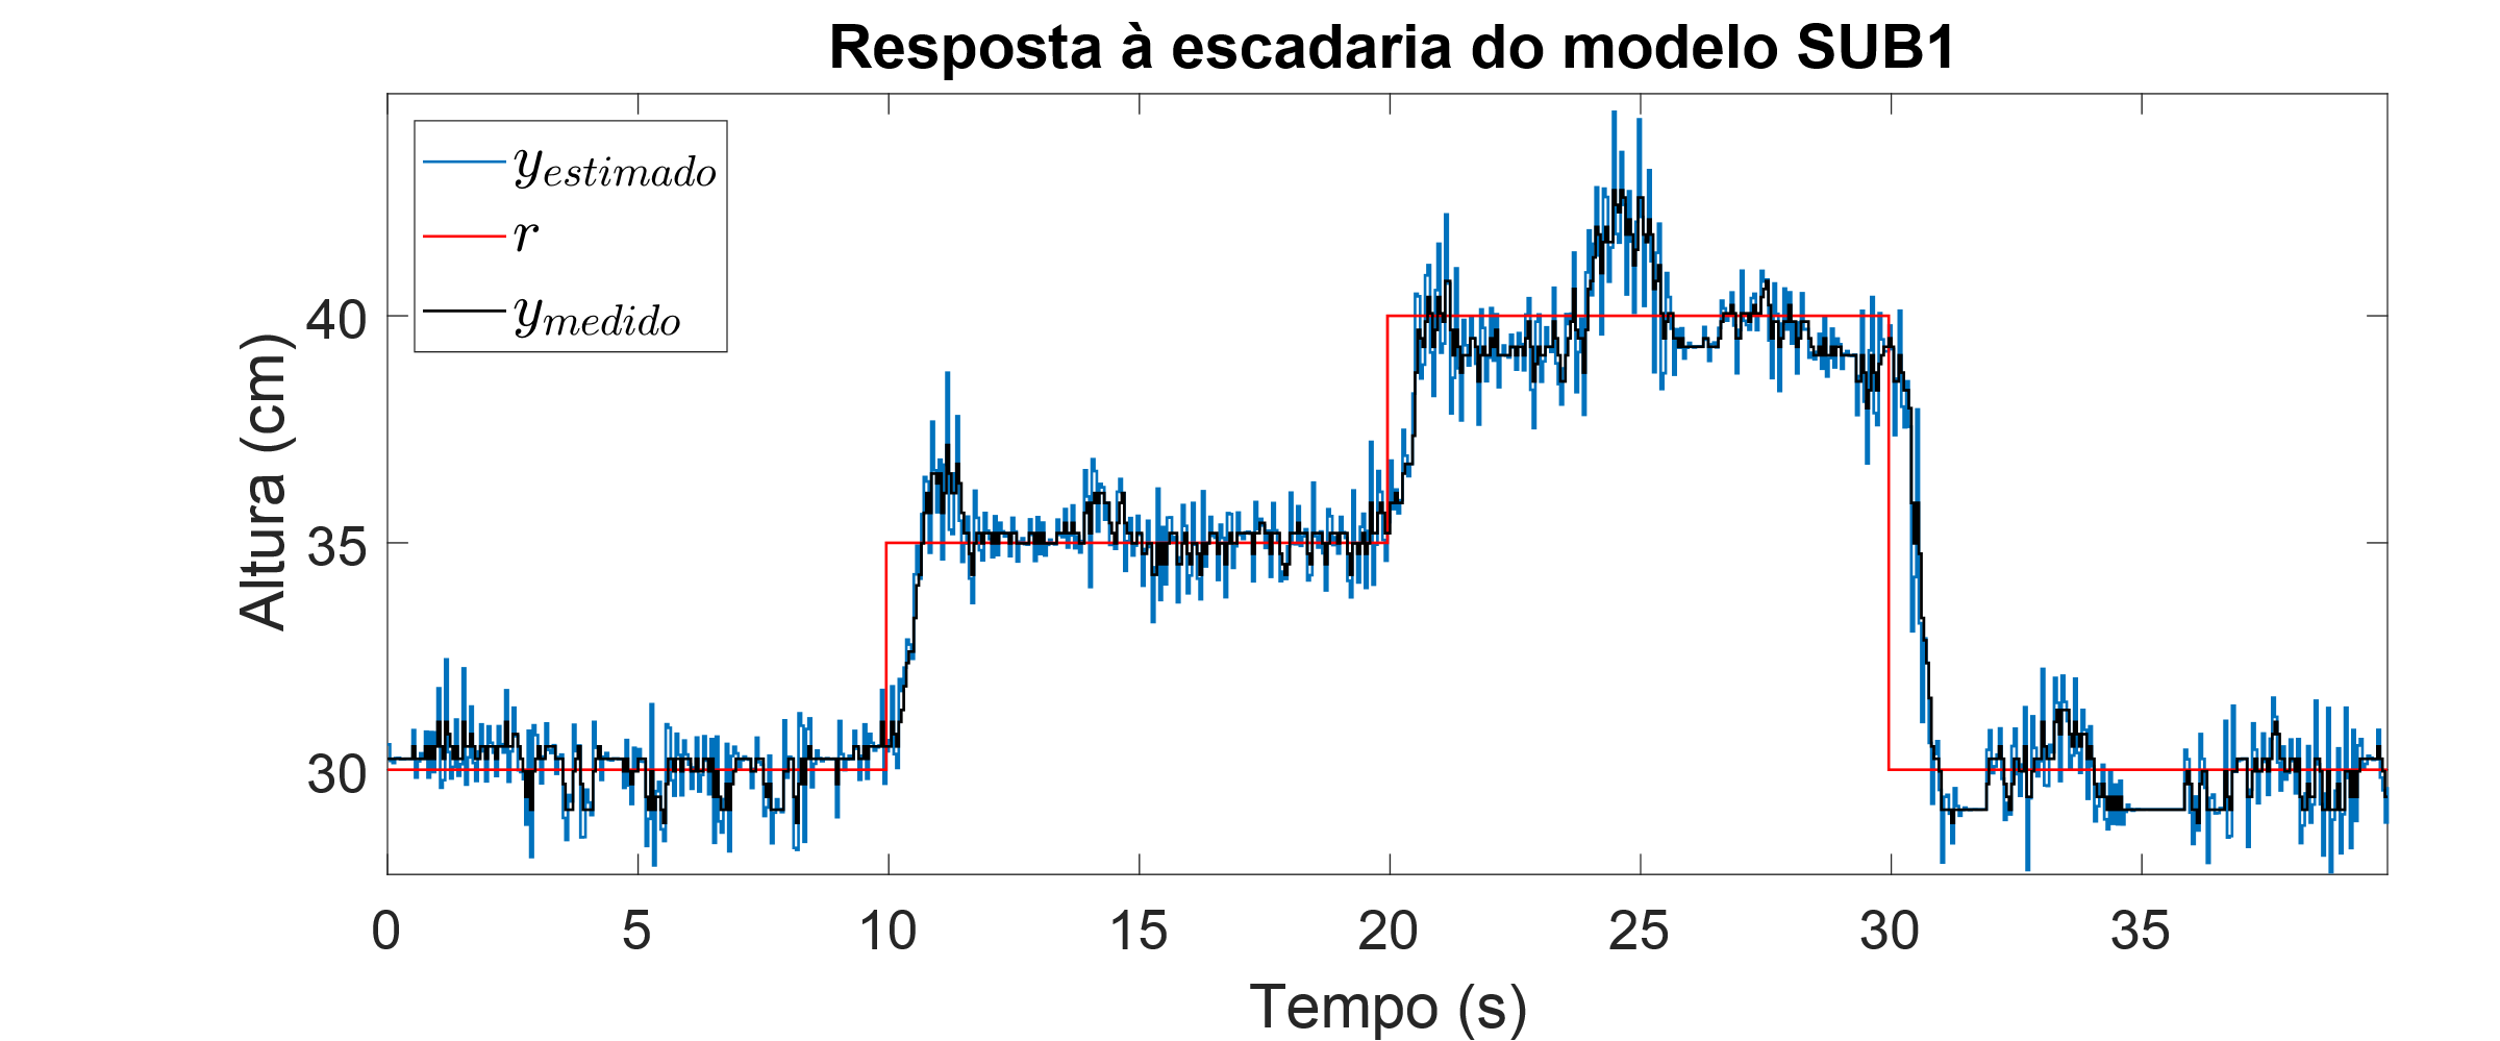 Resposta à escadaria do modelo SUB1
y_estimado
r
y_medido
40
35
30
Altura (cm)
0 5 10 15 20 25 30 35
Tempo (s)